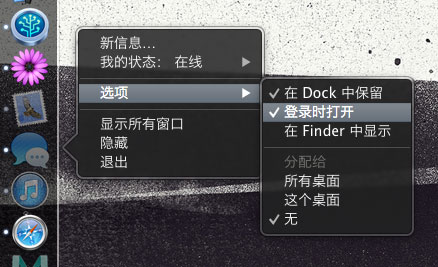 新信息…
我的状态： 在线
选项
显示所有窗口
隐藏
退出
在 Dock 中保留
登录时打开
在 Finder 中显示
分配给
所有桌面
这个桌面
无